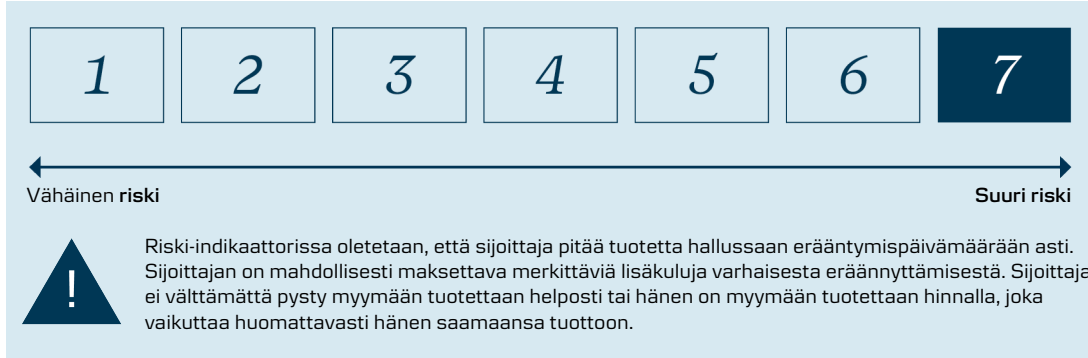 1 2 3 4 5 6 7
Vähäinen riski Suuri riski
!
Riski-indikaattorissa oletetaan, että sijoittaja pitää tuotetta hallussaan erääntymispäivämäärään asti.
Sijoittajan on mahdollisesti maksettava merkittäviä lisäkuluja varhaisesta eräännyttämisestä. Sijoittaja
ei välttämättä pysty myymään tuotettaan helposti tai hänen on myymään tuotettaan hinnalla, joka
vaikuttaa huomattavasti hänen saamaansa tuottoon.